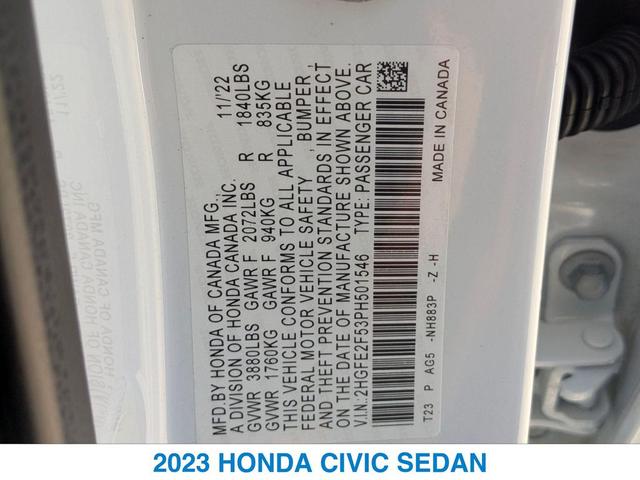 MFD.BY HONDA OF CANADA MFG., 11/'22
A DIVISION OF HONDA CANADA INC.
GVWR 3880LBS GAWR F 2072LBS R 1840LBS
GVWR 1760KG GAWR F 940KG R 835KG
THIS VEHICLE CONFORMS TO ALL APPLICABLE
FEDERAL MOTOR VEHICLE SAFETY , BUMPER ,
AND THEFT PREVENTION STANDARDS IN EFFECT
ON THE DATE OF MANUFACTURE SHOWN ABOVE.
V.I.N: 2HGFE2F53PH501546 TYPE: PASSENGER CAR
T23 P AG5 -NH883P -Z -H MADE IN CANADA
2023 HONDA CIVIC SEDAN